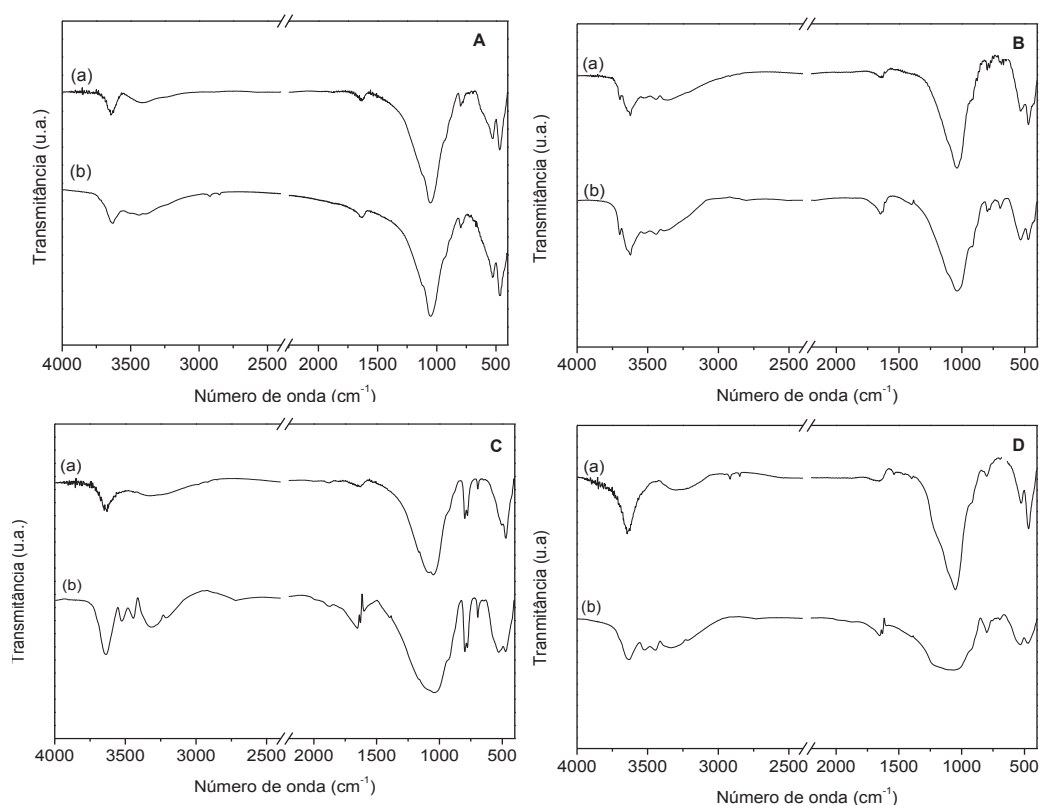 A
(a)
(b)
Transmitância (u.a.)
4000 3500 3000 2500 2000 1500 1000 500
Número de onda (cm-1)
B
(a)
(b)
Transmitância (u.a.)
4000 3500 3000 2500 2000 1500 1000 500
Número de onda (cm-1)
C
(a)
(b)
Transmitância (u.a.)
4000 3500 3000 2500 2000 1500 1000 500
Número de onda (cm-1)
D
(a)
(b)
Tranmitância (u.a)
4000 3500 3000 2500 2000 1500 1000 500
Número de onda (cm-1)